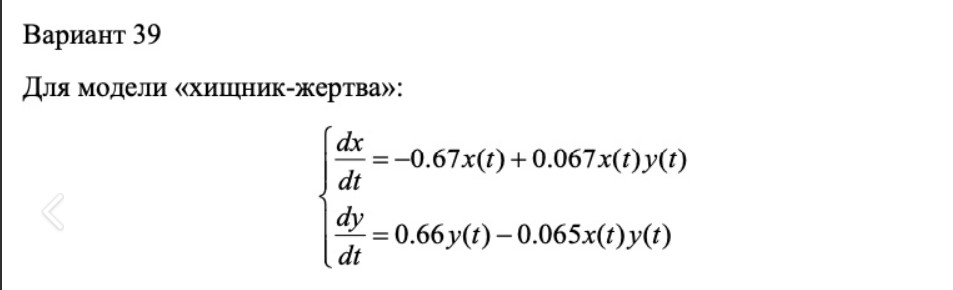 Вариант 39
Для модели «хищник-жертва»:
dx/dt = −0.67x(t) + 0.067x(t)y(t)
dy/dt = 0.66y(t) − 0.065x(t)y(t)